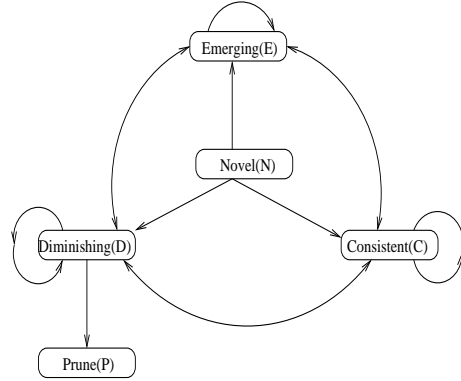 Emerging(E)
Novel(N)
Diminishing(D)
Consistent(C)
Prune(P)